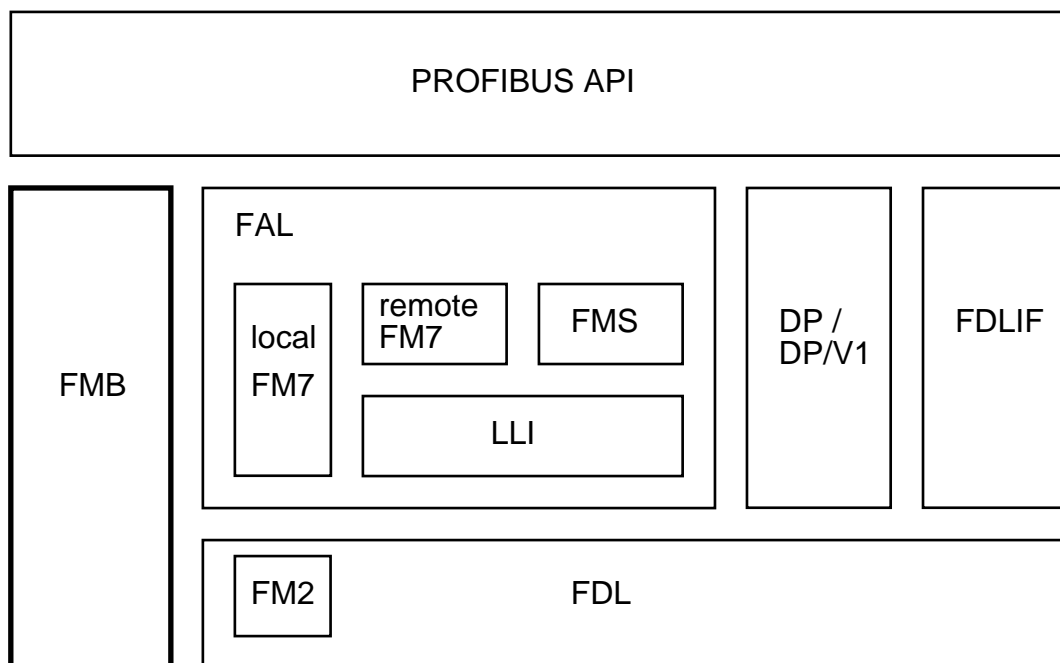 PROFIBUS API
FAL
local
FM7
remote
FM7
FMS
DP /
DP/V1
FDLIF
FMB
LLI
FM2
FDL